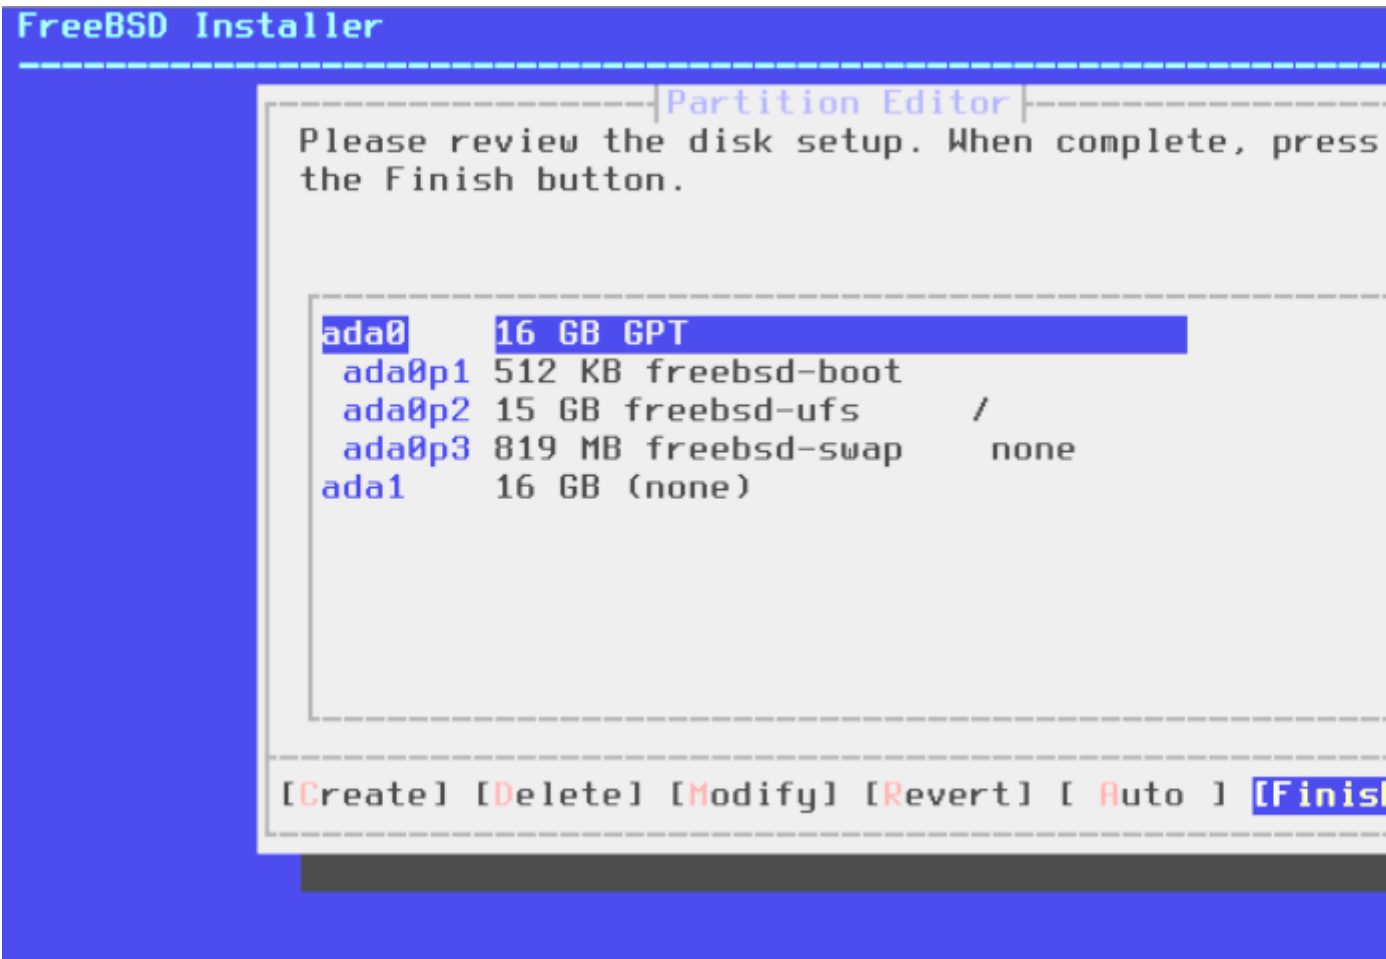 FreeBSD Installer
Partition Editor
Please review the disk setup. When complete, press
the Finish button.
ada0 16 GB GPT
ada0p1 512 KB freebsd-boot
ada0p2 15 GB freebsd-ufs /
ada0p3 819 MB freebsd-swap none
ada1 16 GB (none)
[Create] [Delete] [Modify] [Revert] [ Auto ] [Finish